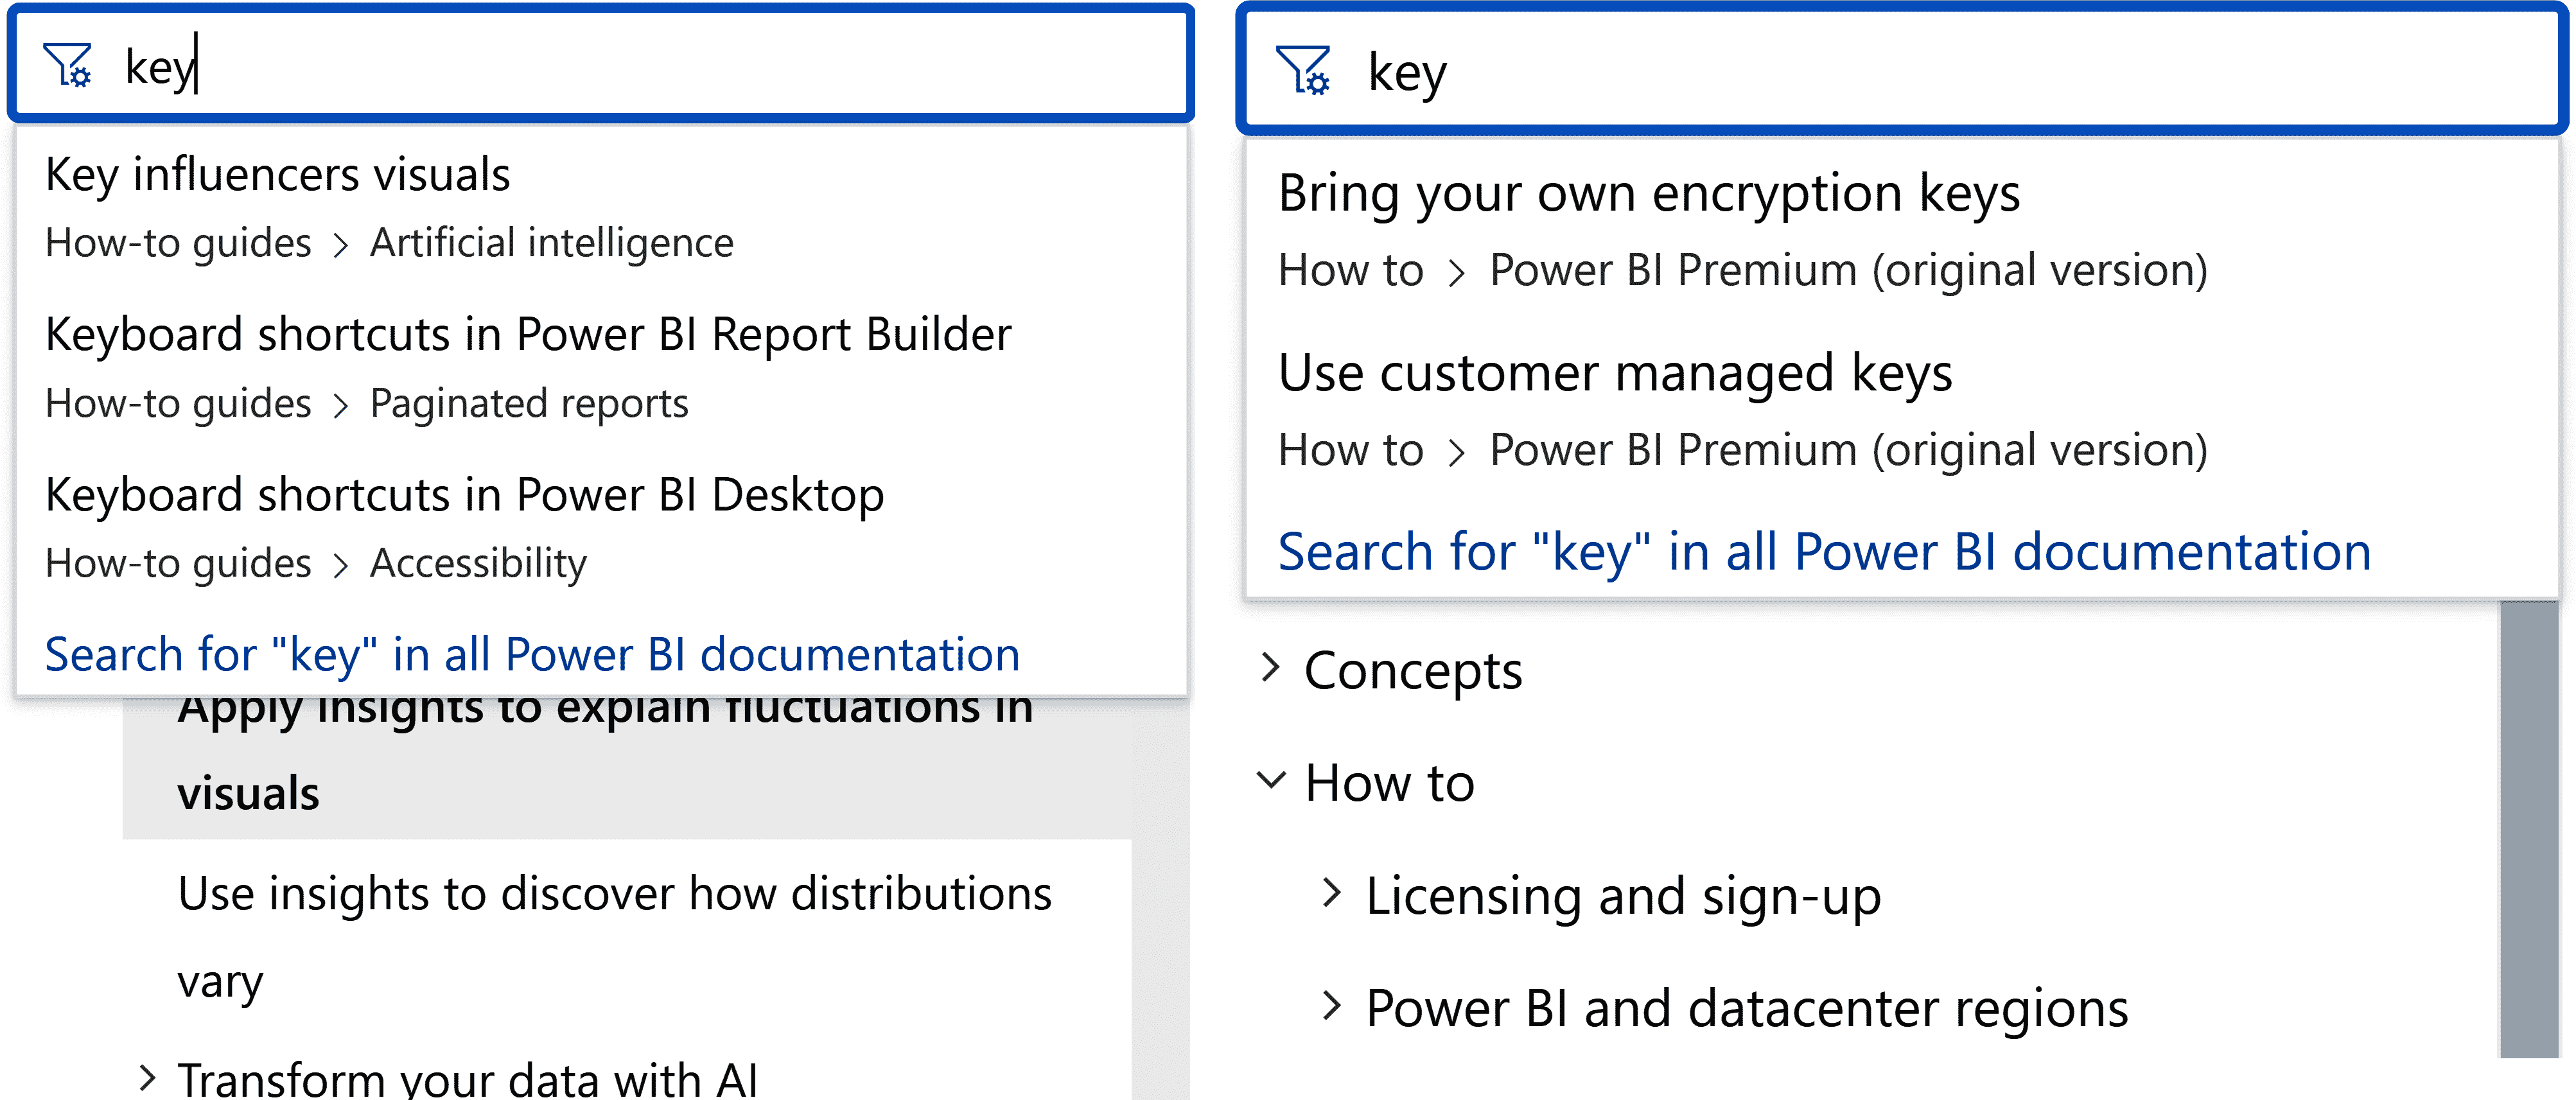 key
Key influencers visuals
How-to guides > Artificial intelligence
Keyboard shortcuts in Power BI Report Builder
How-to guides > Paginated reports
Keyboard shortcuts in Power BI Desktop
How-to guides > Accessibility
Search for "key" in all Power BI documentation
Apply insights to explain fluctuations in
visuals
Use insights to discover how distributions
vary
Transform your data with AI
key
Bring your own encryption keys
How to > Power BI Premium (original version)
Use customer managed keys
How to > Power BI Premium (original version)
Search for "key" in all Power BI documentation
Concepts
How to
Licensing and sign-up
Power BI and datacenter regions